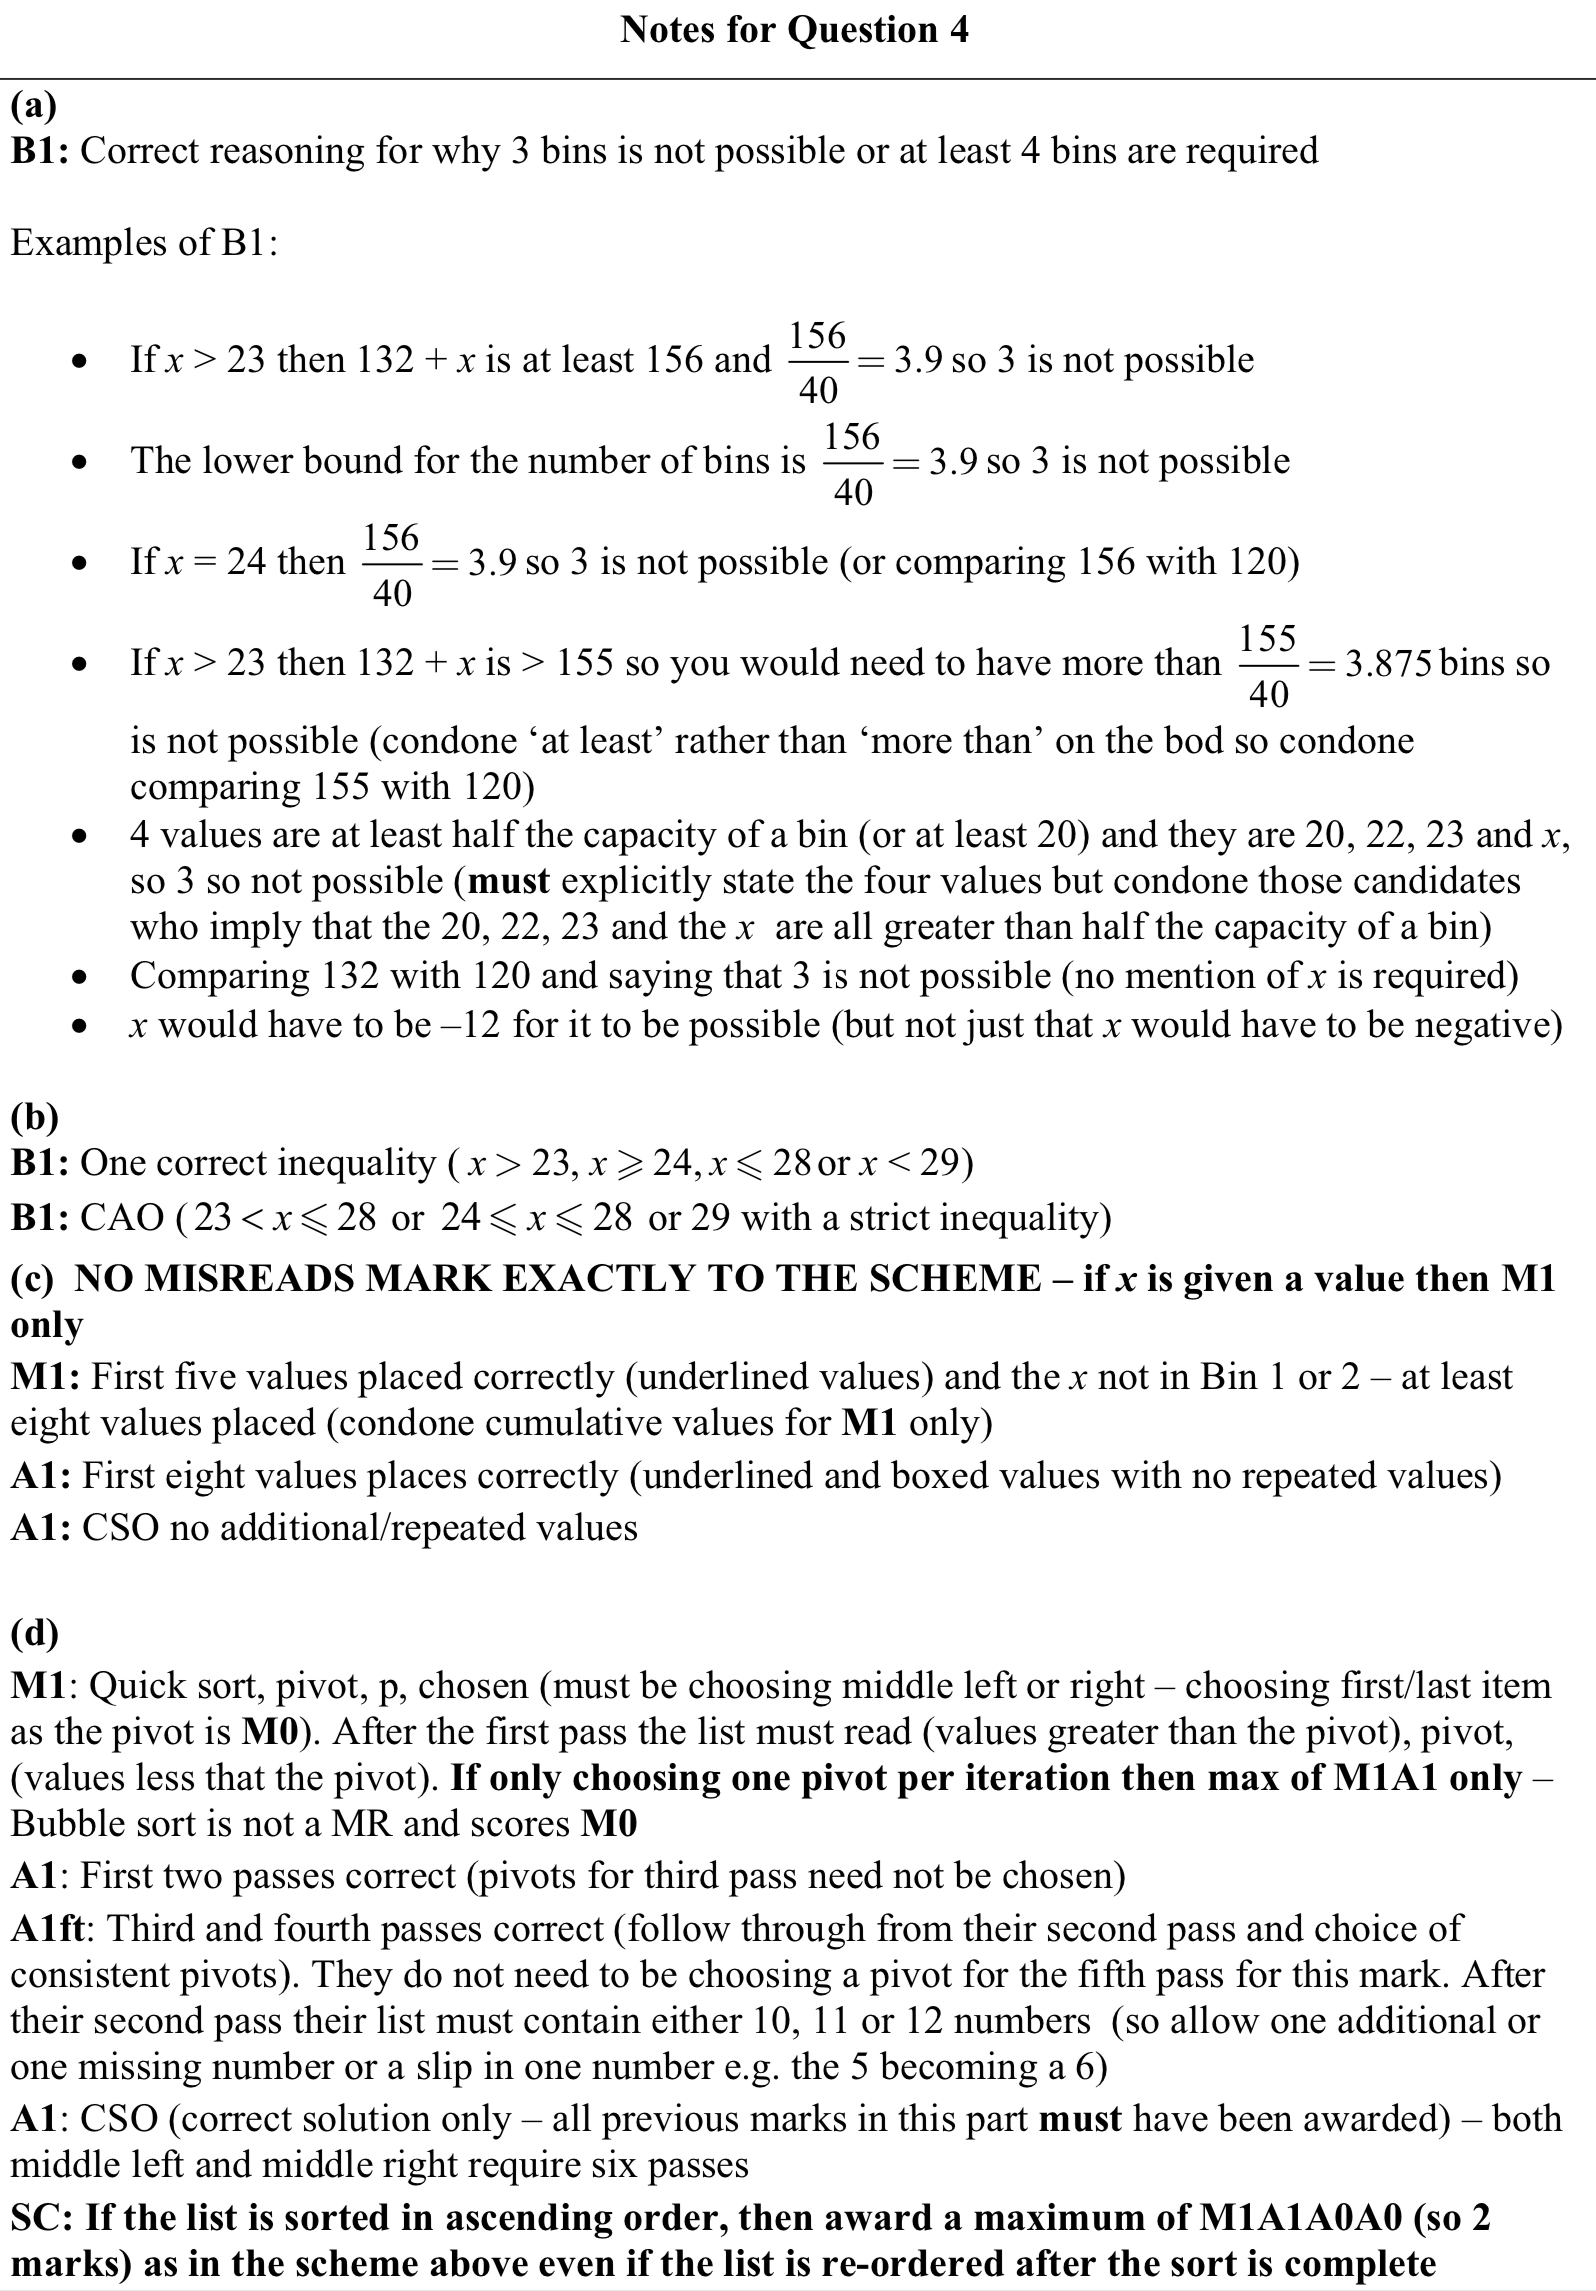 Notes for Question 4
(a)
B1: Correct reasoning for why 3 bins is not possible or at least 4 bins are required
Examples of B1:
• If x > 23 then 132 + x is at least 156 and 156/40 = 3.9 so 3 is not possible
• The lower bound for the number of bins is 156/40 = 3.9 so 3 is not possible
• If x = 24 then 156/40 = 3.9 so 3 is not possible (or comparing 156 with 120)
• If x > 23 then 132 + x is > 155 so you would need to have more than 155/40 = 3.875 bins so
is not possible (condone ‘at least’ rather than ‘more than’ on the bod so condone
comparing 155 with 120)
• 4 values are at least half the capacity of a bin (or at least 20) and they are 20, 22, 23 and x,
so 3 so not possible (must explicitly state the four values but condone those candidates
who imply that the 20, 22, 23 and the x are all greater than half the capacity of a bin)
• Comparing 132 with 120 and saying that 3 is not possible (no mention of x is required)
• x would have to be –12 for it to be possible (but not just that x would have to be negative)
(b)
B1: One correct inequality ( x > 23, x ⩾ 24, x ⩽ 28 or x < 29)
B1: CAO ( 23 < x ⩽ 28 or 24 ⩽ x ⩽ 28 or 29 with a strict inequality)
(c) NO MISREADS MARK EXACTLY TO THE SCHEME – if x is given a value then M1
only
M1: First five values placed correctly (underlined values) and the x not in Bin 1 or 2 – at least
eight values placed (condone cumulative values for M1 only)
A1: First eight values places correctly (underlined and boxed values with no repeated values)
A1: CSO no additional/repeated values
(d)
M1: Quick sort, pivot, p, chosen (must be choosing middle left or right – choosing first/last item
as the pivot is M0). After the first pass the list must read (values greater than the pivot), pivot,
(values less that the pivot). If only choosing one pivot per iteration then max of M1A1 only –
Bubble sort is not a MR and scores M0
A1: First two passes correct (pivots for third pass need not be chosen)
A1ft: Third and fourth passes correct (follow through from their second pass and choice of
consistent pivots). They do not need to be choosing a pivot for the fifth pass for this mark. After
their second pass their list must contain either 10, 11 or 12 numbers (so allow one additional or
one missing number or a slip in one number e.g. the 5 becoming a 6)
A1: CSO (correct solution only – all previous marks in this part must have been awarded) – both
middle left and middle right require six passes
SC: If the list is sorted in ascending order, then award a maximum of M1A1A0A0 (so 2
marks) as in the scheme above even if the list is re-ordered after the sort is complete